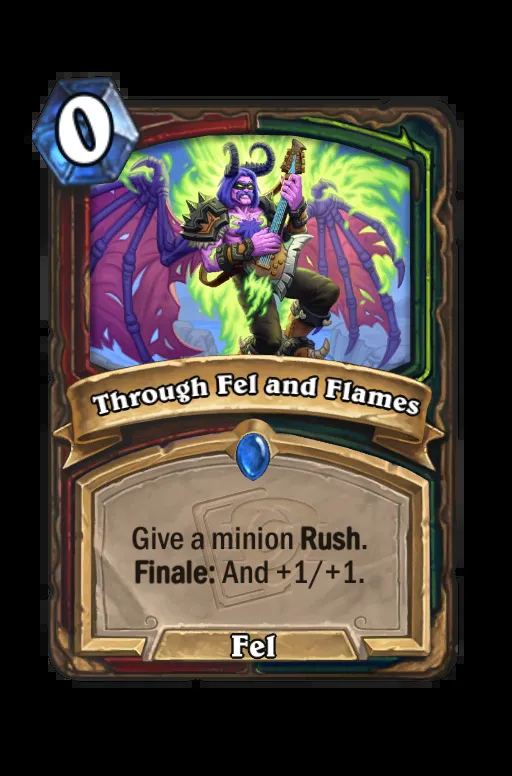 0
Through Fel and Flames
Give a minion Rush.
Finale: And +1/+1.
Fel